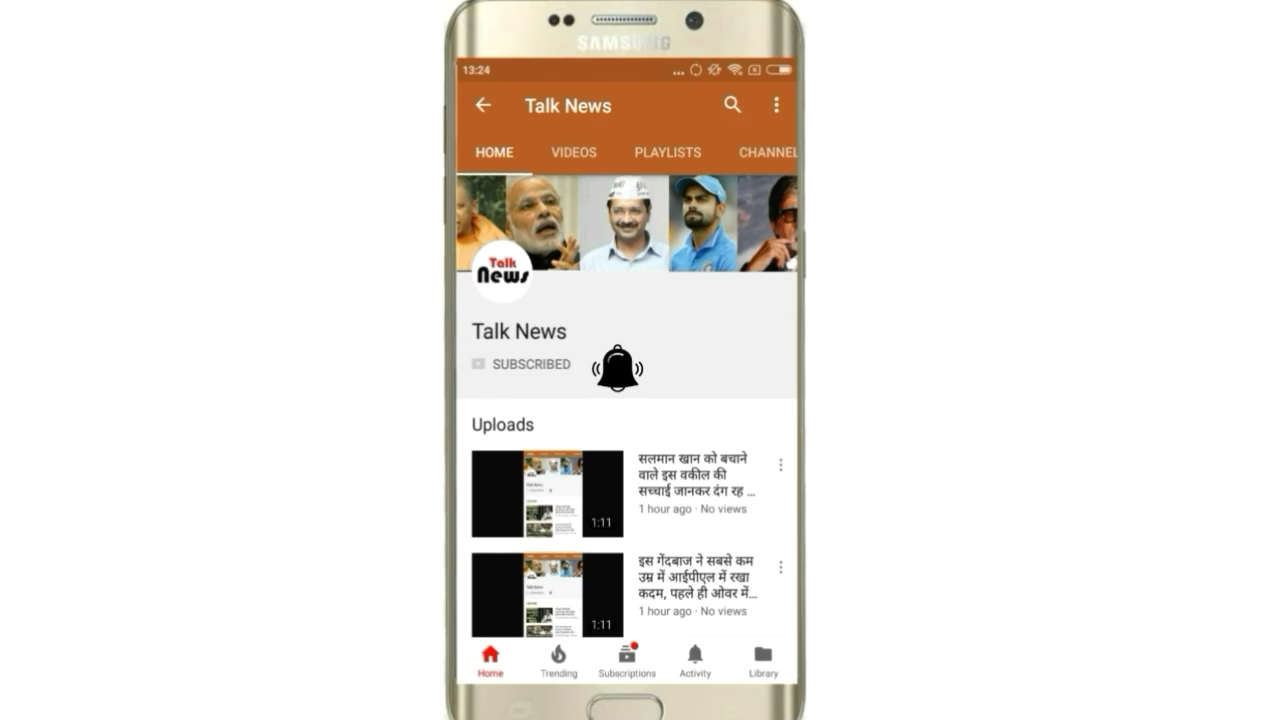 SAMSUNG
13:24
Talk News
HOME VIDEOS PLAYLISTS CHANNEL
Talk
News
Talk News
SUBSCRIBED
Uploads
सलमान खान को बचाने
वाले इस वकील की
सच्चाई जानकर दंग रह ...
1 hour ago · No views
1:11
इस गेंदबाज ने सबसे कम
उम्र में आईपीएल में रखा
कदम, पहले ही ओवर में...
1 hour ago · No views
1:11
Home Trending Subscriptions Activity Library